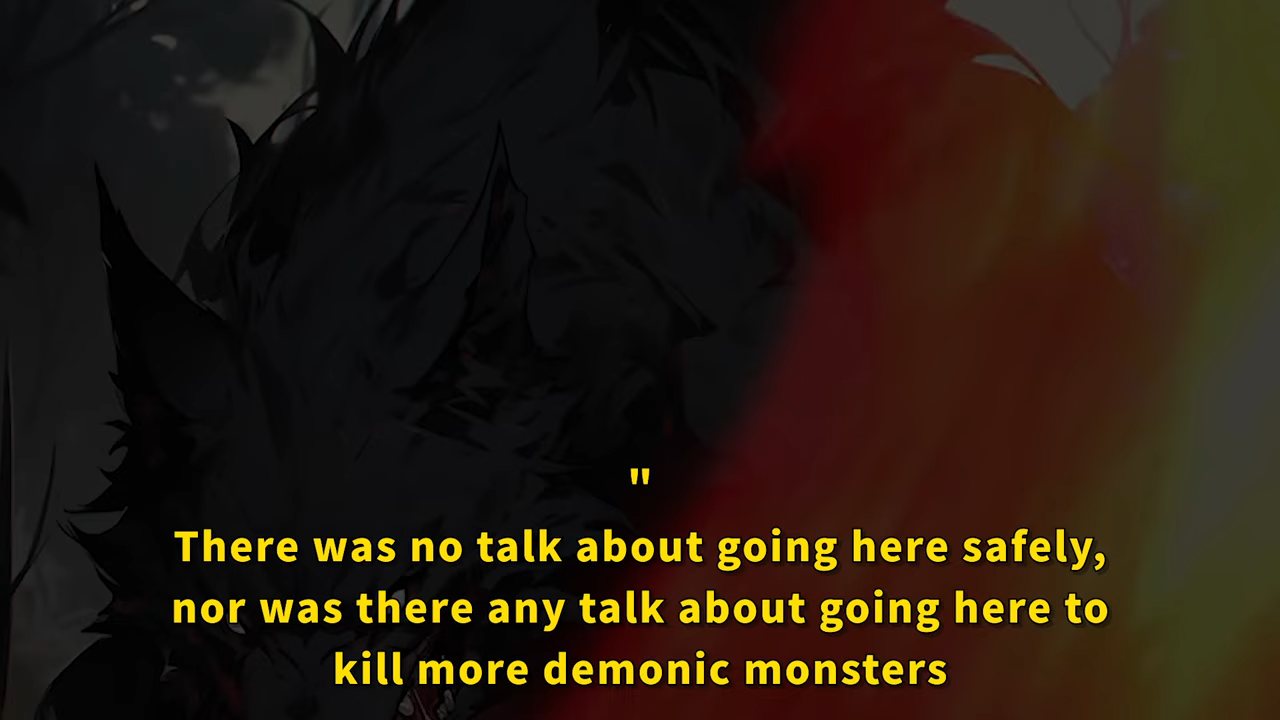 "
There was no talk about going here safely,
nor was there any talk about going here to
kill more demonic monsters